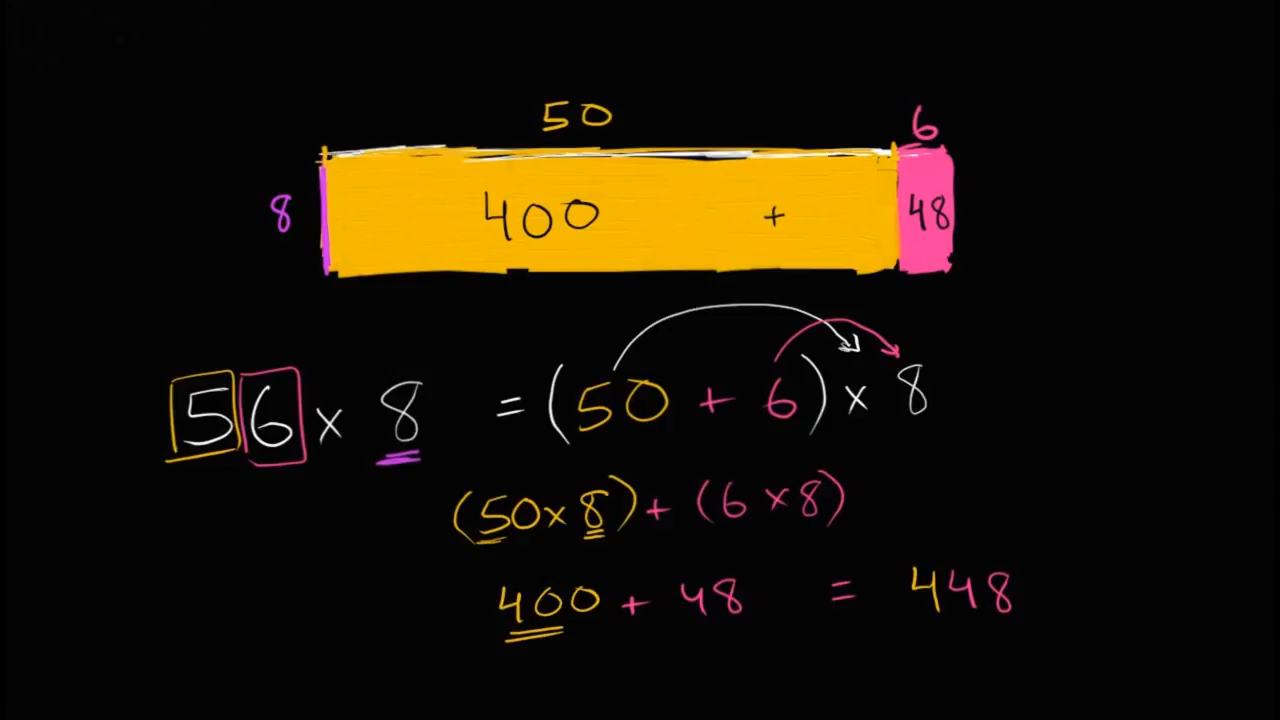 50 6
8 400 + 48
56 × 8 = (50 + 6) × 8
(50 × 8) + (6 × 8)
400 + 48 = 448